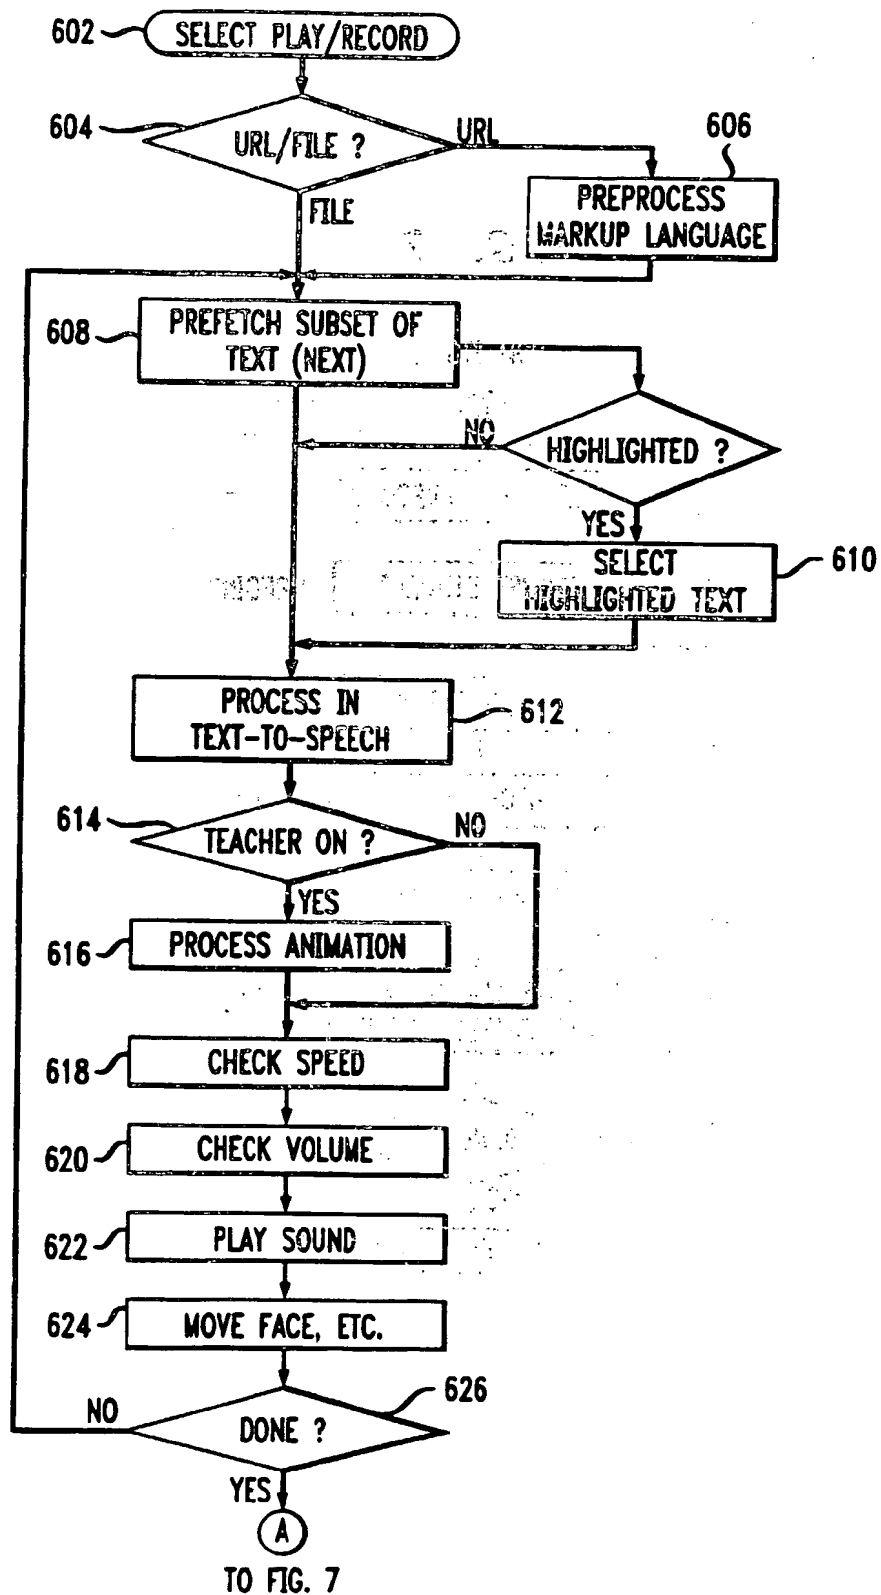 602
SELECT PLAY/RECORD
604
URL/FILE ?
URL
606
PREPROCESS
MARKUP LANGUAGE
FILE
608
PREFETCH SUBSET OF
TEXT (NEXT)
NO
HIGHLIGHTED ?
YES
SELECT
HIGHLIGHTED TEXT
610
PROCESS IN
TEXT-TO-SPEECH
612
614
TEACHER ON ?
NO
YES
616
PROCESS ANIMATION
618
CHECK SPEED
620
CHECK VOLUME
622
PLAY SOUND
624
MOVE FACE, ETC.
626
NO
DONE ?
YES
A
TO FIG. 7